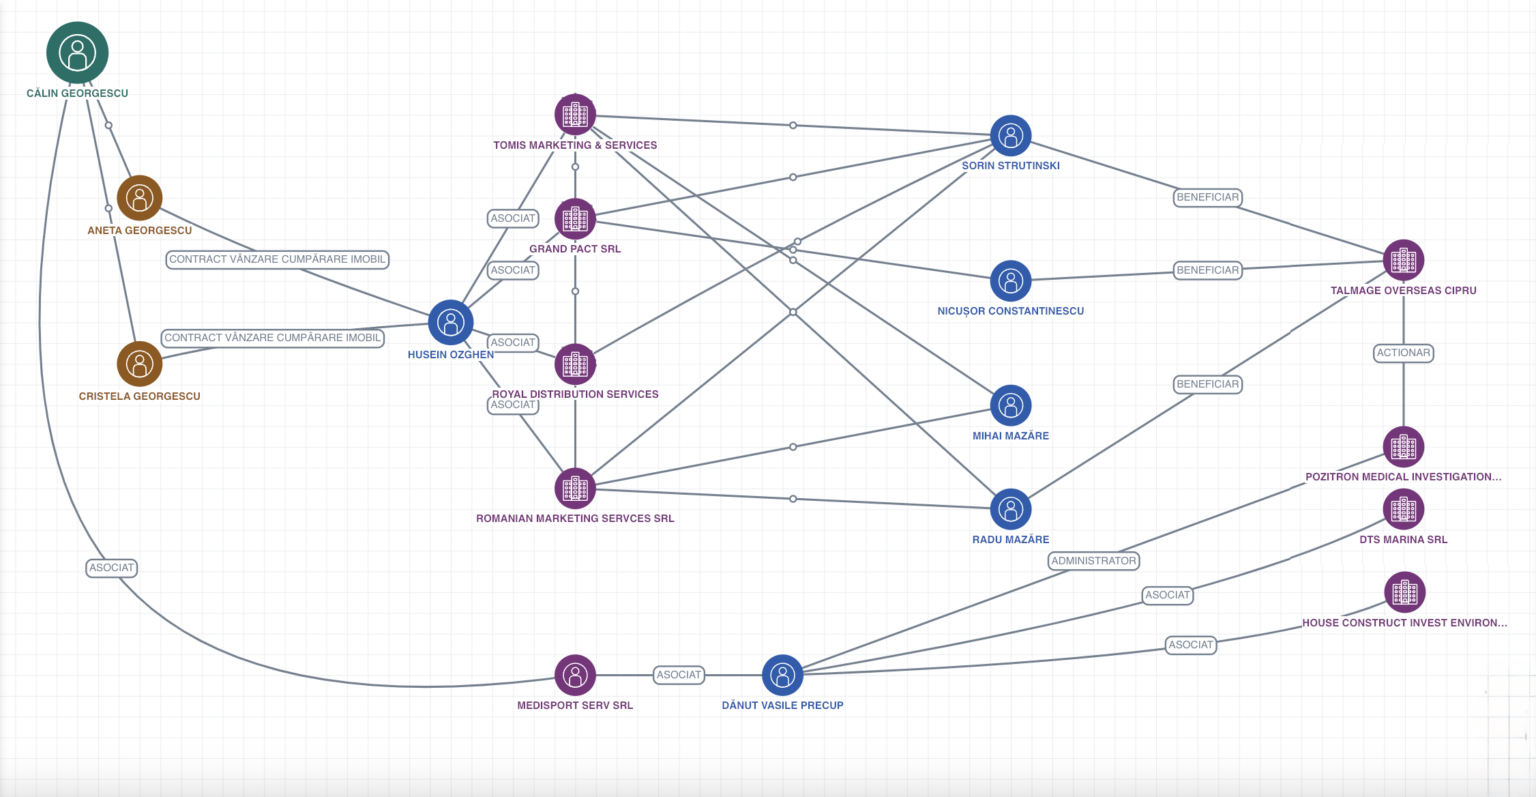 CĂLIN GEORGESCU
TOMIS MARKETING & SERVICES
SORIN STRUTINSKI
BENEFICIAR
ASOCIAT
ANETA GEORGESCU
GRAND PACT SRL
CONTRACT VÂNZARE CUMPĂRARE IMOBIL
ASOCIAT
BENEFICIAR
TALMAGE OVERSEAS CIPRU
NICUȘOR CONSTANTINESCU
CONTRACT VÂNZARE CUMPĂRARE IMOBIL
ASOCIAT
HUSEIN OZGHEN
ACTIONAR
BENEFICIAR
CRISTELA GEORGESCU
ROYAL DISTRIBUTION SERVICES
ASOCIAT
MIHAI MAZĂRE
POZITRON MEDICAL INVESTIGATION...
ROMANIAN MARKETING SERVCES SRL
RADU MAZĂRE
DTS MARINA SRL
ADMINISTRATOR
ASOCIAT
ASOCIAT
HOUSE CONSTRUCT INVEST ENVIRON...
ASOCIAT
ASOCIAT
MEDISPORT SERV SRL
DĂNUT VASILE PRECUP